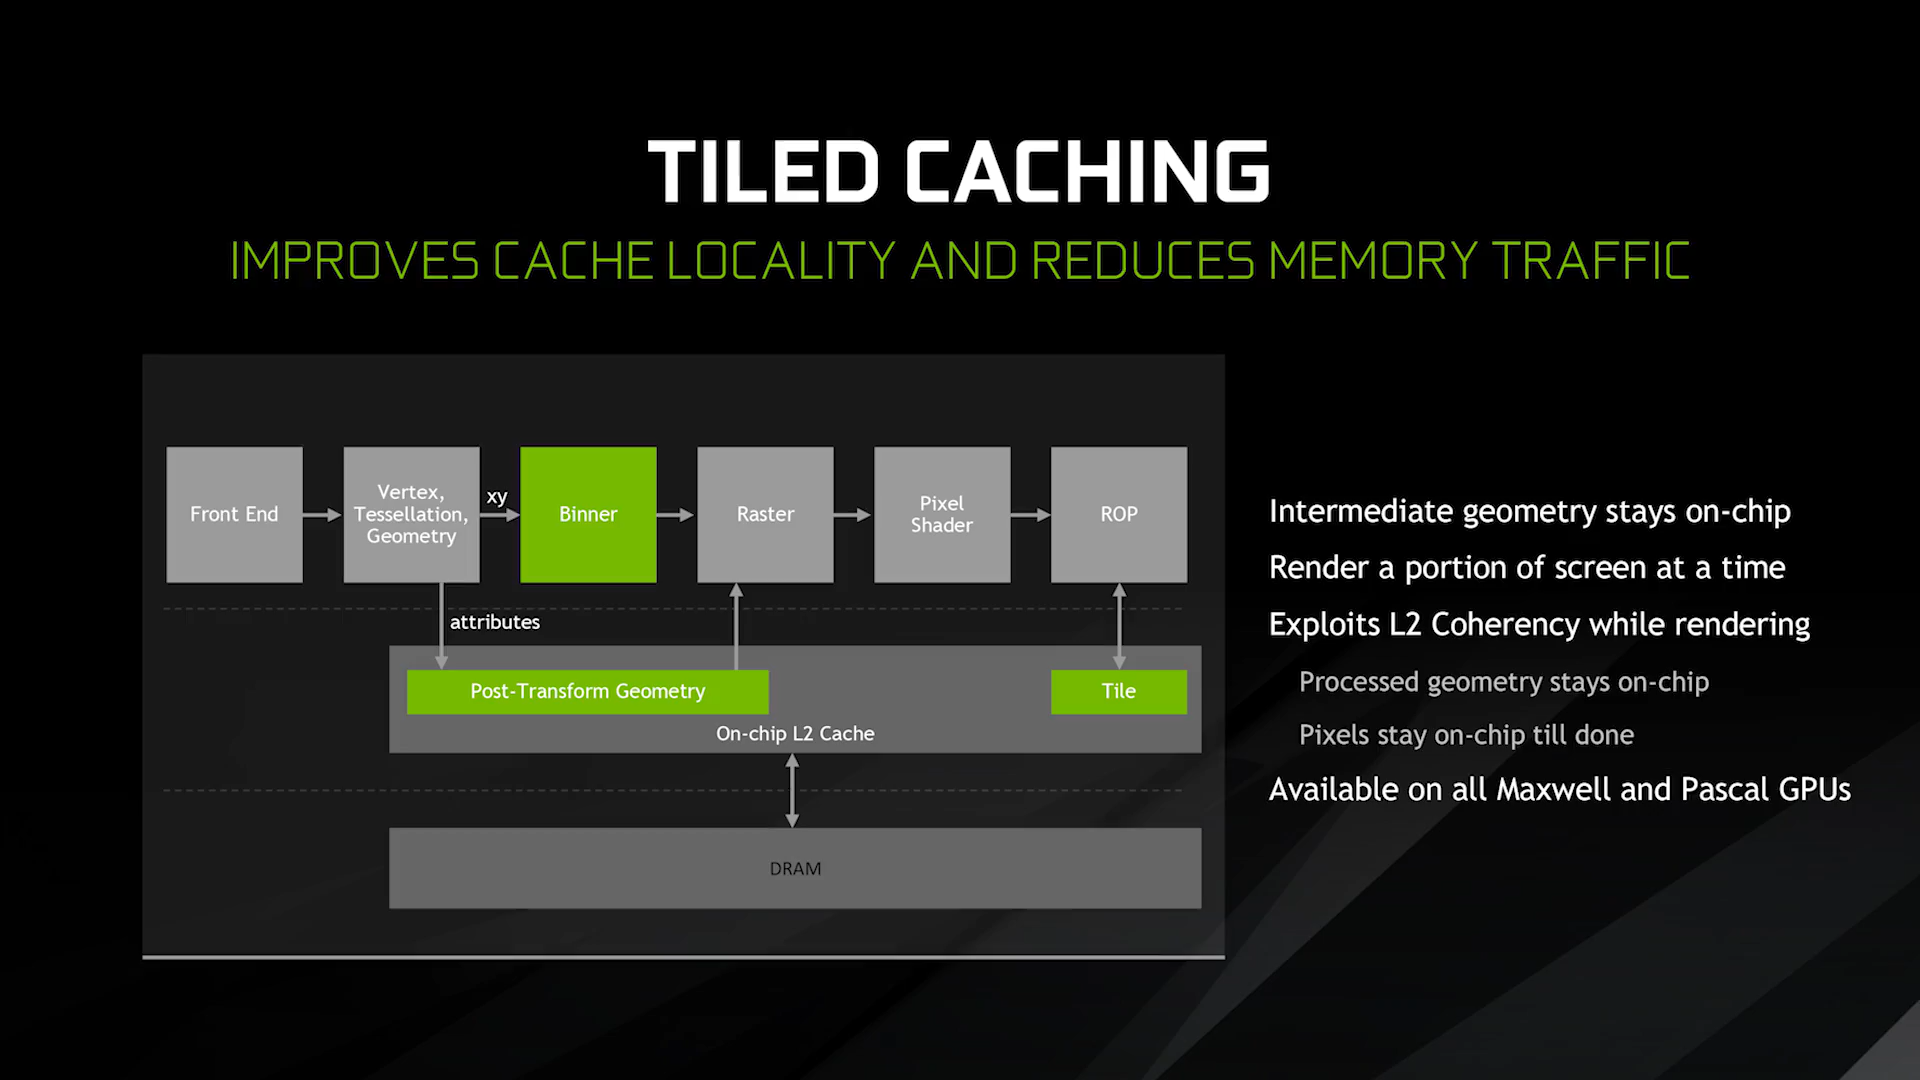 TILED CACHING
IMPROVES CACHE LOCALITY AND REDUCES MEMORY TRAFFIC
Front End
Vertex,
Tessellation,
Geometry
xy
Binner
Raster
Pixel
Shader
ROP
attributes
Post-Transform Geometry
Tile
On-chip L2 Cache
DRAM
Intermediate geometry stays on-chip
Render a portion of screen at a time
Exploits L2 Coherency while rendering
Processed geometry stays on-chip
Pixels stay on-chip till done
Available on all Maxwell and Pascal GPUs